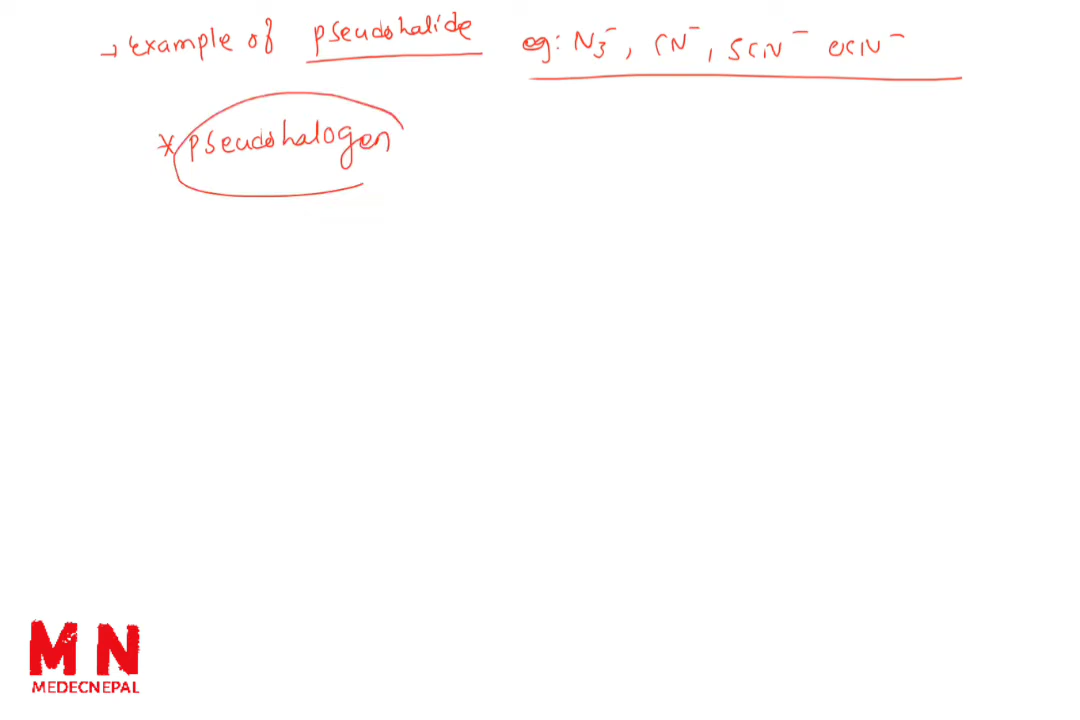 → example of pseudohalide eg: N₃⁻, CN⁻, SCN⁻ OCN⁻
* pseudohalogen
MN
MEDECNEPAL